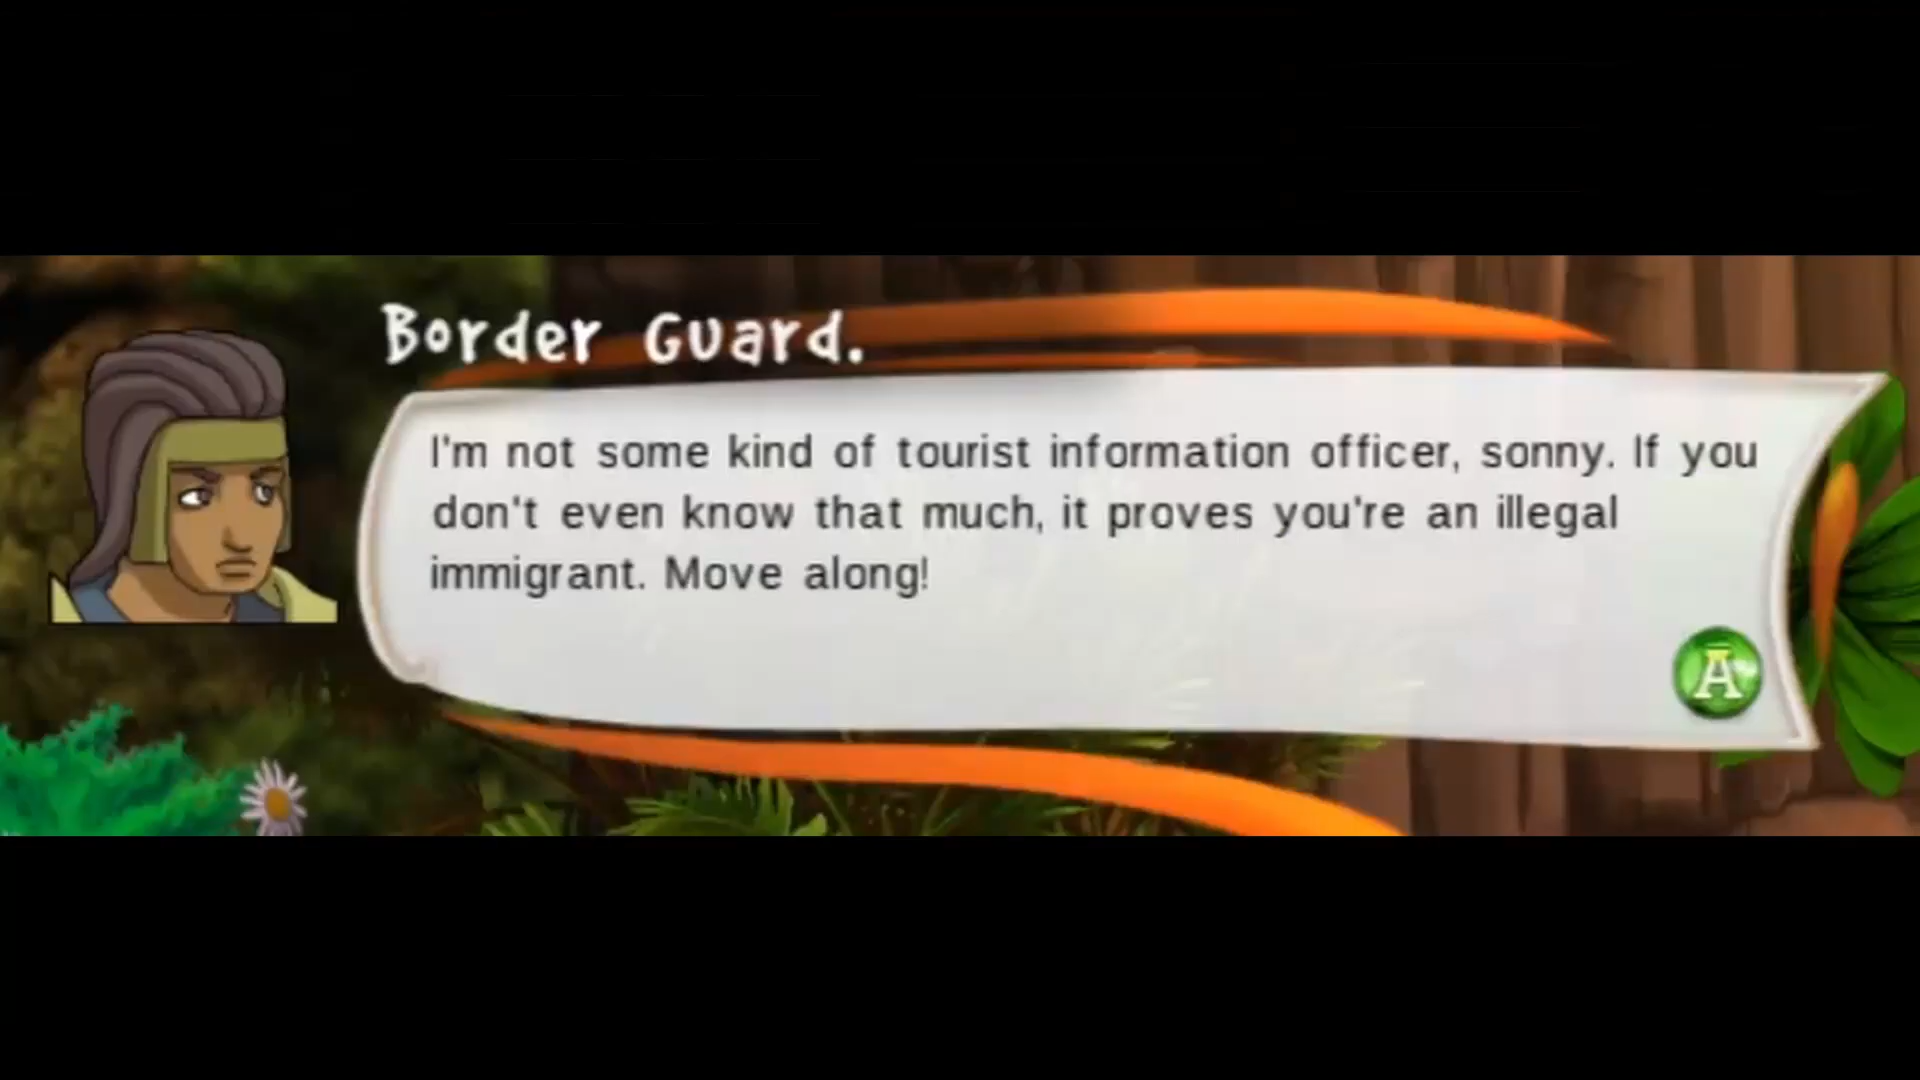 Border Guard.
I'm not some kind of tourist information officer, sonny. If you
don't even know that much, it proves you're an illegal
immigrant. Move along!
A